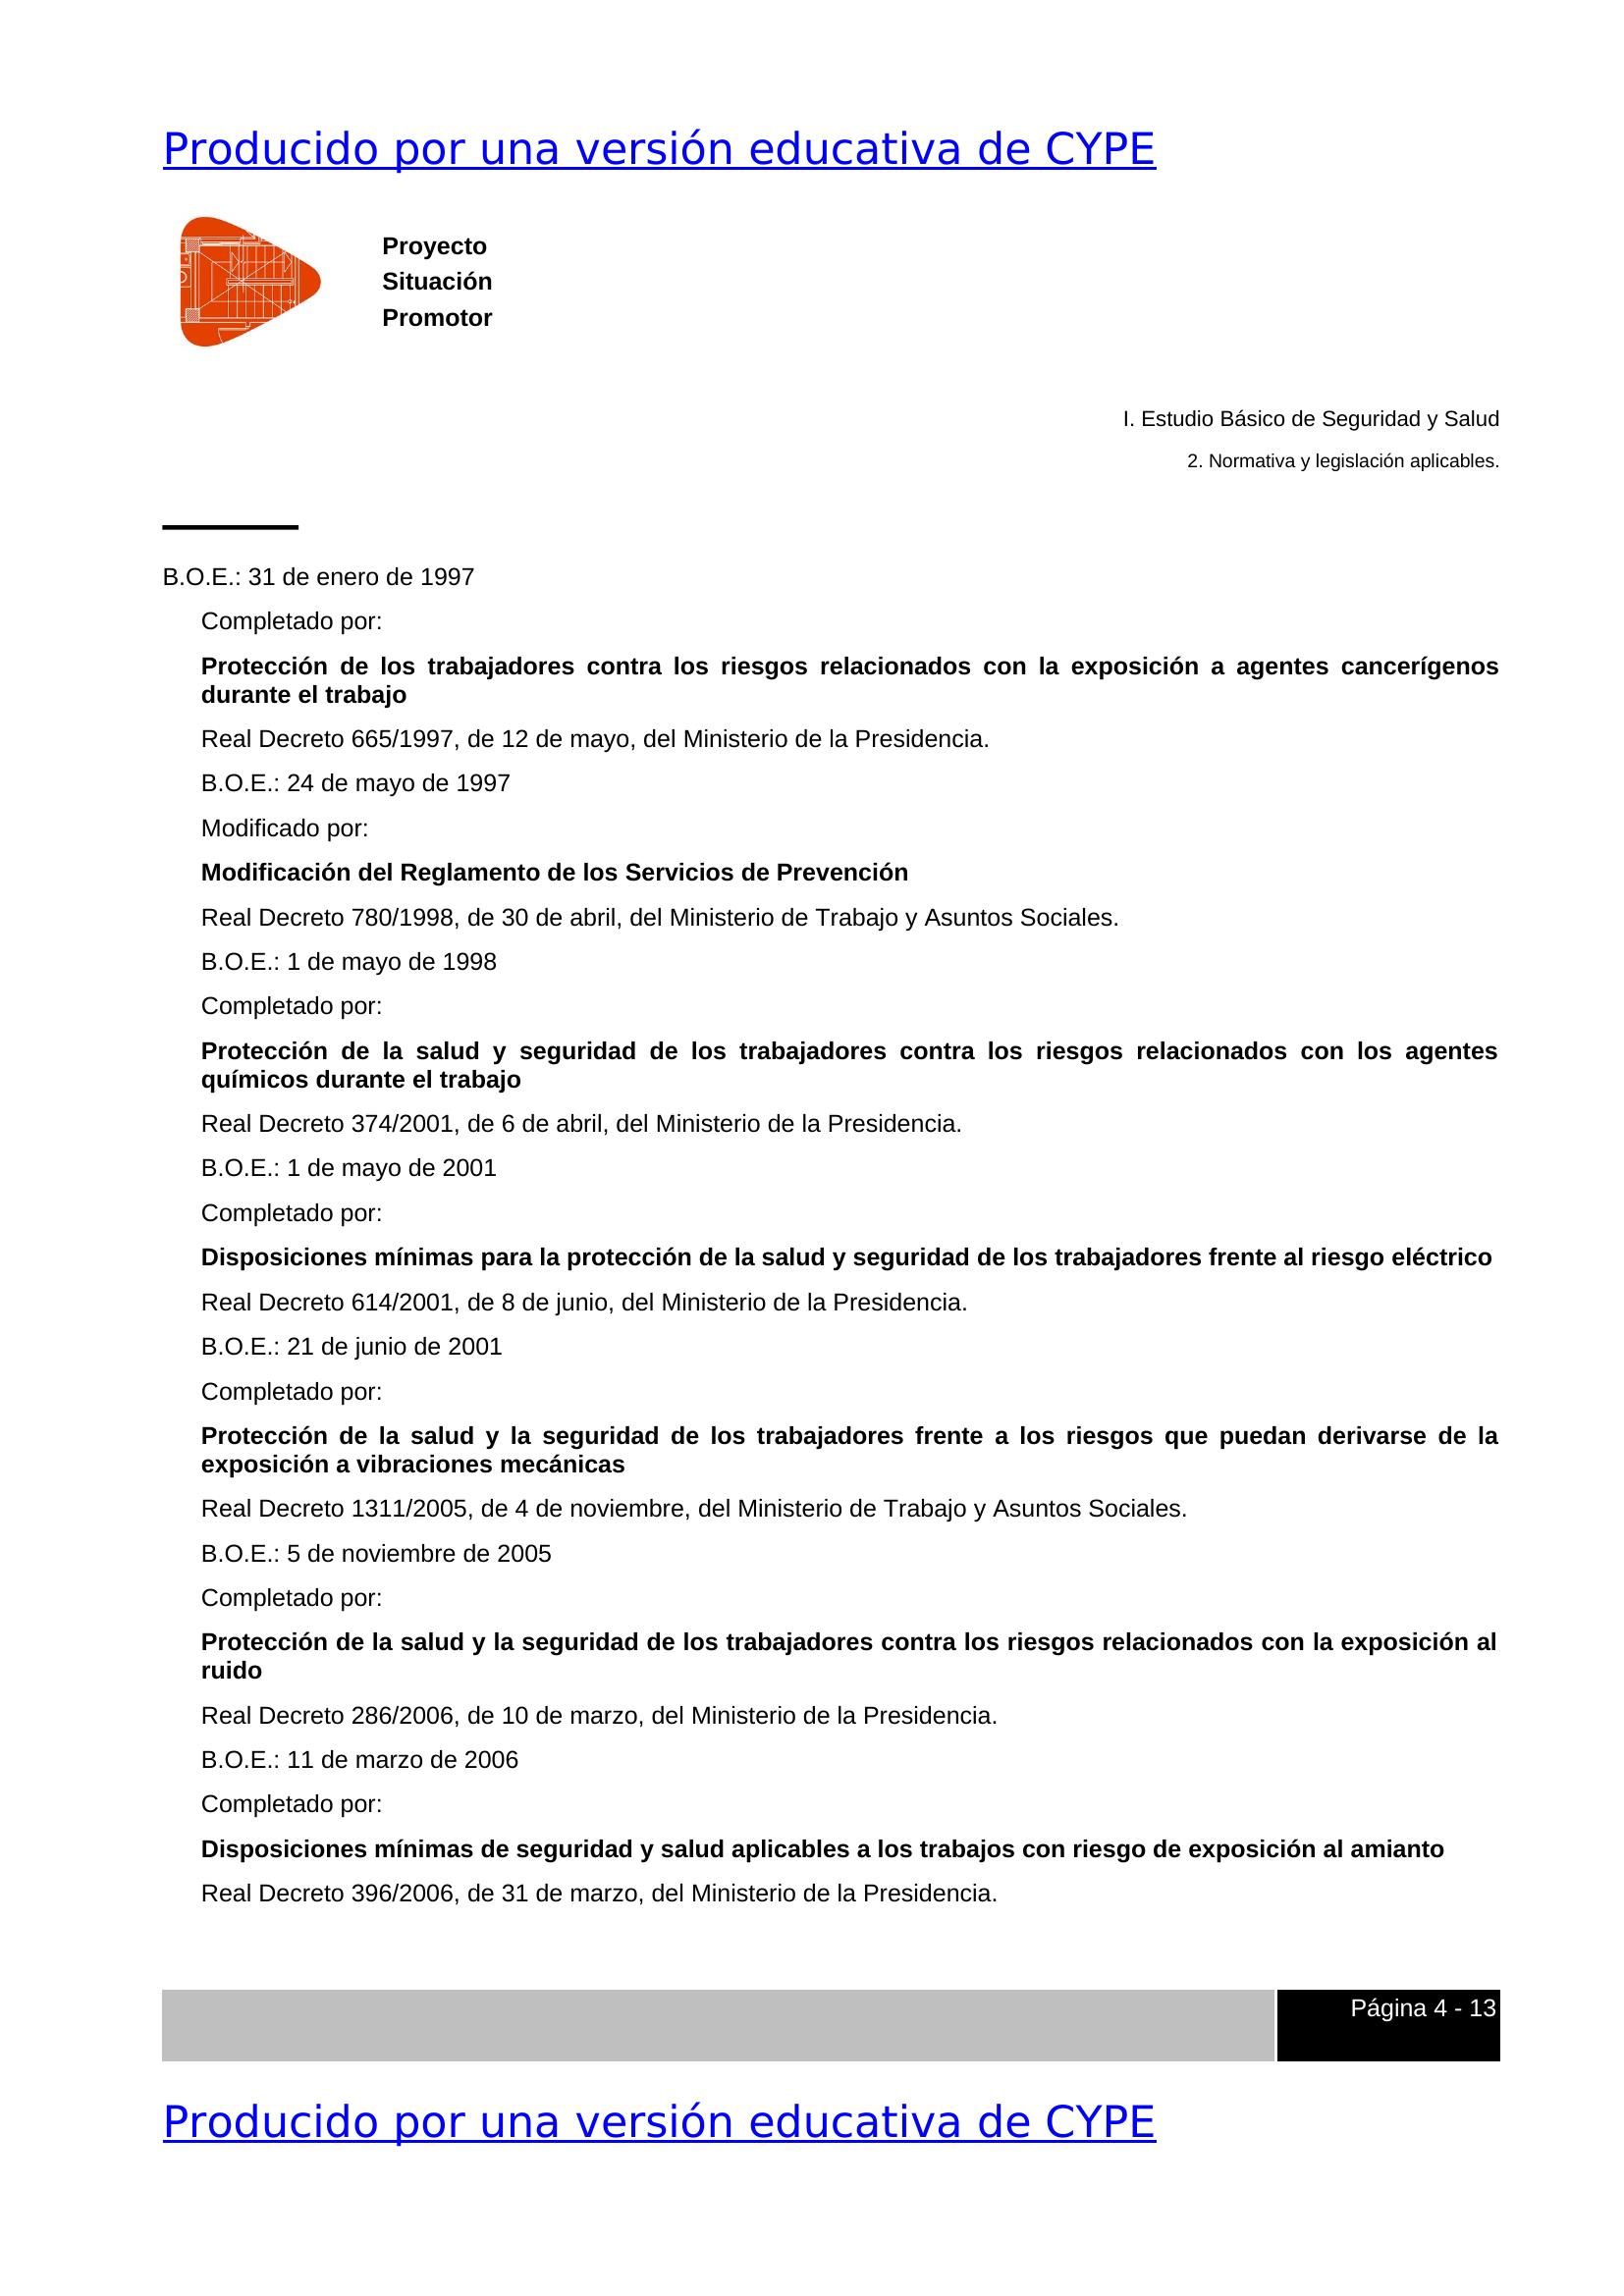 Producido por una versión educativa de CYPE
Proyecto
Situación
Promotor
I. Estudio Básico de Seguridad y Salud
2. Normativa y legislación aplicables.
B.O.E.: 31 de enero de 1997
Completado por:
Protección de los trabajadores contra los riesgos relacionados con la exposición a agentes cancerígenos
durante el trabajo
Real Decreto 665/1997, de 12 de mayo, del Ministerio de la Presidencia.
B.O.E.: 24 de mayo de 1997
Modificado por:
Modificación del Reglamento de los Servicios de Prevención
Real Decreto 780/1998, de 30 de abril, del Ministerio de Trabajo y Asuntos Sociales.
B.O.E.: 1 de mayo de 1998
Completado por:
Protección de la salud y seguridad de los trabajadores contra los riesgos relacionados con los agentes
químicos durante el trabajo
Real Decreto 374/2001, de 6 de abril, del Ministerio de la Presidencia.
B.O.E.: 1 de mayo de 2001
Completado por:
Disposiciones mínimas para la protección de la salud y seguridad de los trabajadores frente al riesgo eléctrico
Real Decreto 614/2001, de 8 de junio, del Ministerio de la Presidencia.
B.O.E.: 21 de junio de 2001
Completado por:
Protección de la salud y la seguridad de los trabajadores frente a los riesgos que puedan derivarse de la
exposición a vibraciones mecánicas
Real Decreto 1311/2005, de 4 de noviembre, del Ministerio de Trabajo y Asuntos Sociales.
B.O.E.: 5 de noviembre de 2005
Completado por:
Protección de la salud y la seguridad de los trabajadores contra los riesgos relacionados con la exposición al
ruido
Real Decreto 286/2006, de 10 de marzo, del Ministerio de la Presidencia.
B.O.E.: 11 de marzo de 2006
Completado por:
Disposiciones mínimas de seguridad y salud aplicables a los trabajos con riesgo de exposición al amianto
Real Decreto 396/2006, de 31 de marzo, del Ministerio de la Presidencia.
Página 4 - 13
Producido por una versión educativa de CYPE